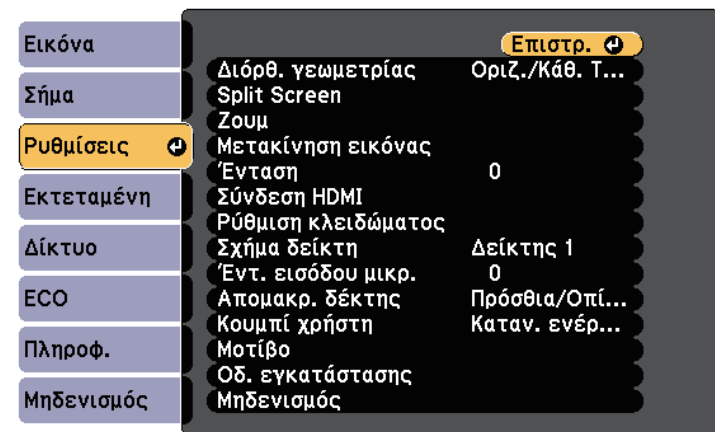 Εικόνα
Σήμα
Ρυθμίσεις
Εκτεταμένη
Δίκτυο
ECO
Πληροφ.
Μηδενισμός
Επιστρ.
Διόρθ. γεωμετρίας Οριζ./Κάθ. Τ...
Split Screen
Ζουμ
Μετακίνηση εικόνας
Ένταση 0
Σύνδεση HDMI
Ρύθμιση κλειδώματος
Σχήμα δείκτη Δείκτης 1
Έντ. εισόδου μικρ. 0
Απομακρ. δέκτης Πρόσθια/Οπί...
Κουμπί χρήστη Καταν. ενέρ...
Μοτίβο
Οδ. εγκατάστασης
Μηδενισμός